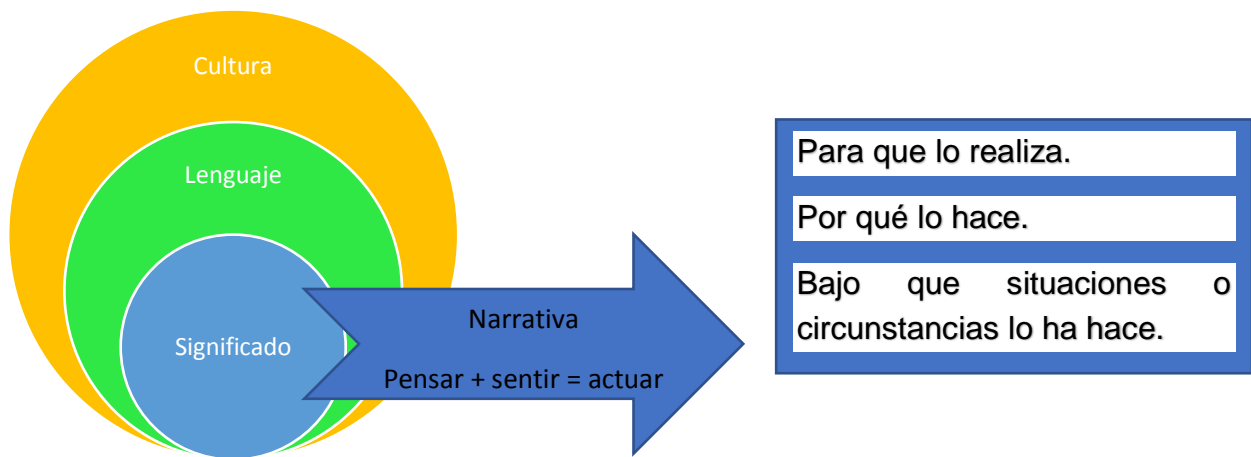 Cultura
Lenguaje
Significado
Narrativa
Pensar + sentir = actuar
Para que lo realiza.
Por qué lo hace.
Bajo que situaciones o
circunstancias lo ha hace.